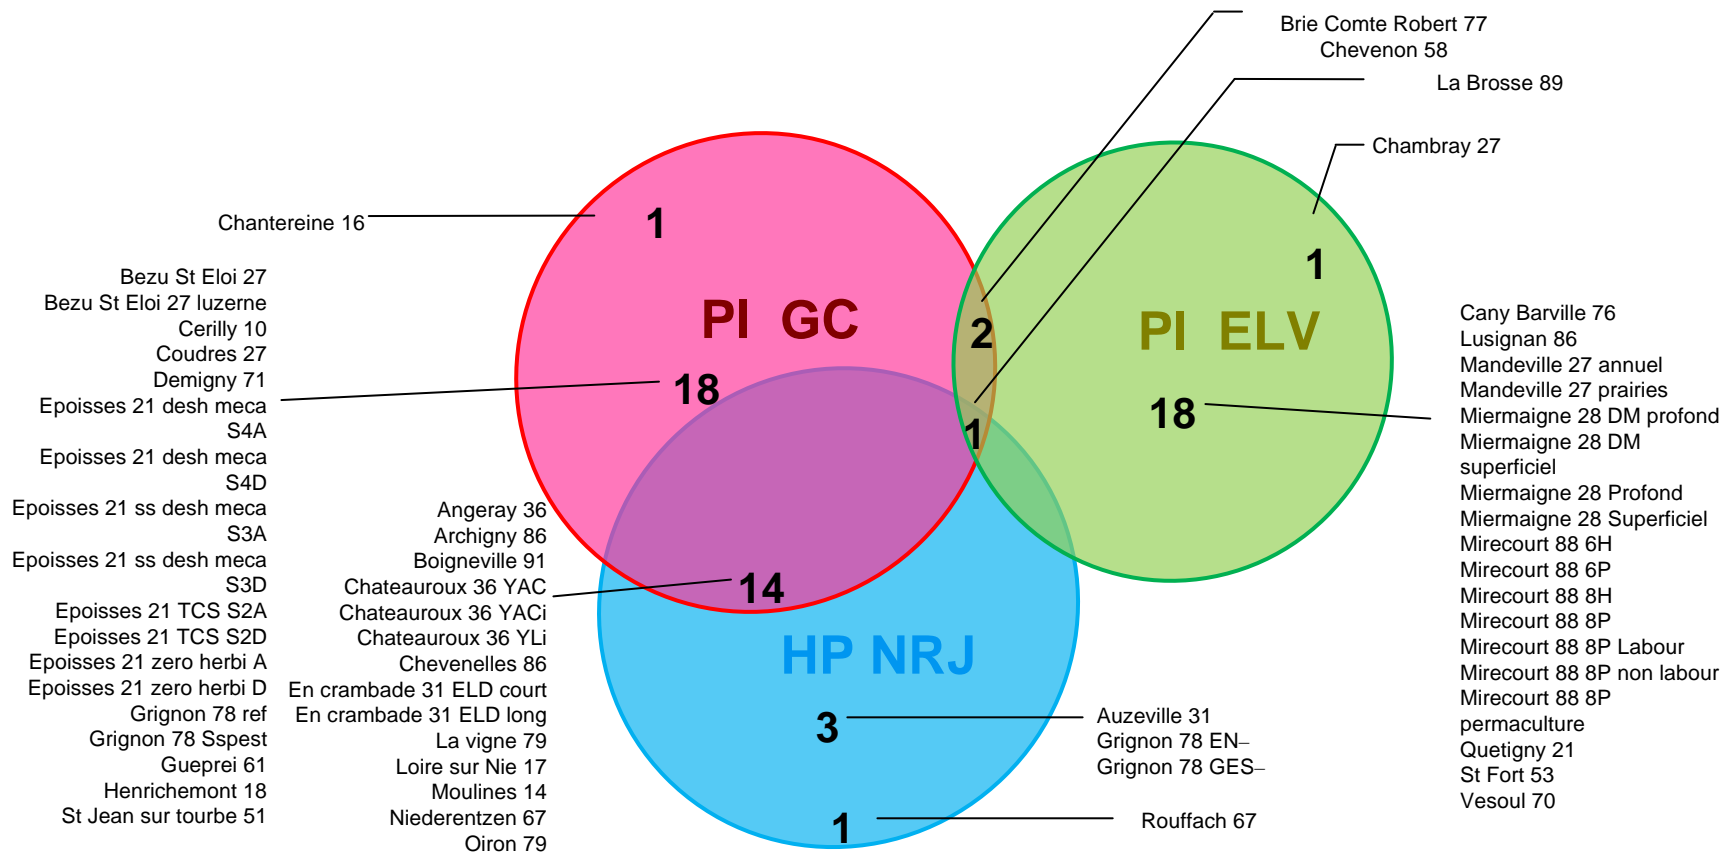 Brie Comte Robert 77
Chevenon 58
La Brosse 89
Chambray 27
Chantereine 16
1
1
Bezu St Eloi 27
Bezu St Eloi 27 luzerne
Cerilly 10
Coudres 27
Demigny 71
Epoisses 21 desh meca
S4A
Epoisses 21 desh meca
S4D
Epoisses 21 ss desh meca
S3A
Epoisses 21 ss desh meca
S3D
Epoisses 21 TCS S2A
Epoisses 21 TCS S2D
Epoisses 21 zero herbi A
Epoisses 21 zero herbi D
Grignon 78 ref
Grignon 78 Sspest
Gueprei 61
Henrichemont 18
St Jean sur tourbe 51
PI GC
18
2
1
PI ELV
18
Cany Barville 76
Lusignan 86
Mandeville 27 annuel
Mandeville 27 prairies
Miermaigne 28 DM profond
Miermaigne 28 DM
superficiel
Miermaigne 28 Profond
Miermaigne 28 Superficiel
Mirecourt 88 6H
Mirecourt 88 6P
Mirecourt 88 8H
Mirecourt 88 8P
Mirecourt 88 8P Labour
Mirecourt 88 8P non labour
Mirecourt 88 8P
permaculture
Quetigny 21
St Fort 53
Vesoul 70
Angeray 36
Archigny 86
Boigneville 91
Chateauroux 36 YAC
Chateauroux 36 YACi
Chateauroux 36 YLi
Chevenelles 86
En crambade 31 ELD court
En crambade 31 ELD long
La vigne 79
Loire sur Nie 17
Moulines 14
Niederentzen 67
Oiron 79
14
HP NRJ
3
Auzeville 31
Grignon 78 EN–
Grignon 78 GES–
1
Rouffach 67